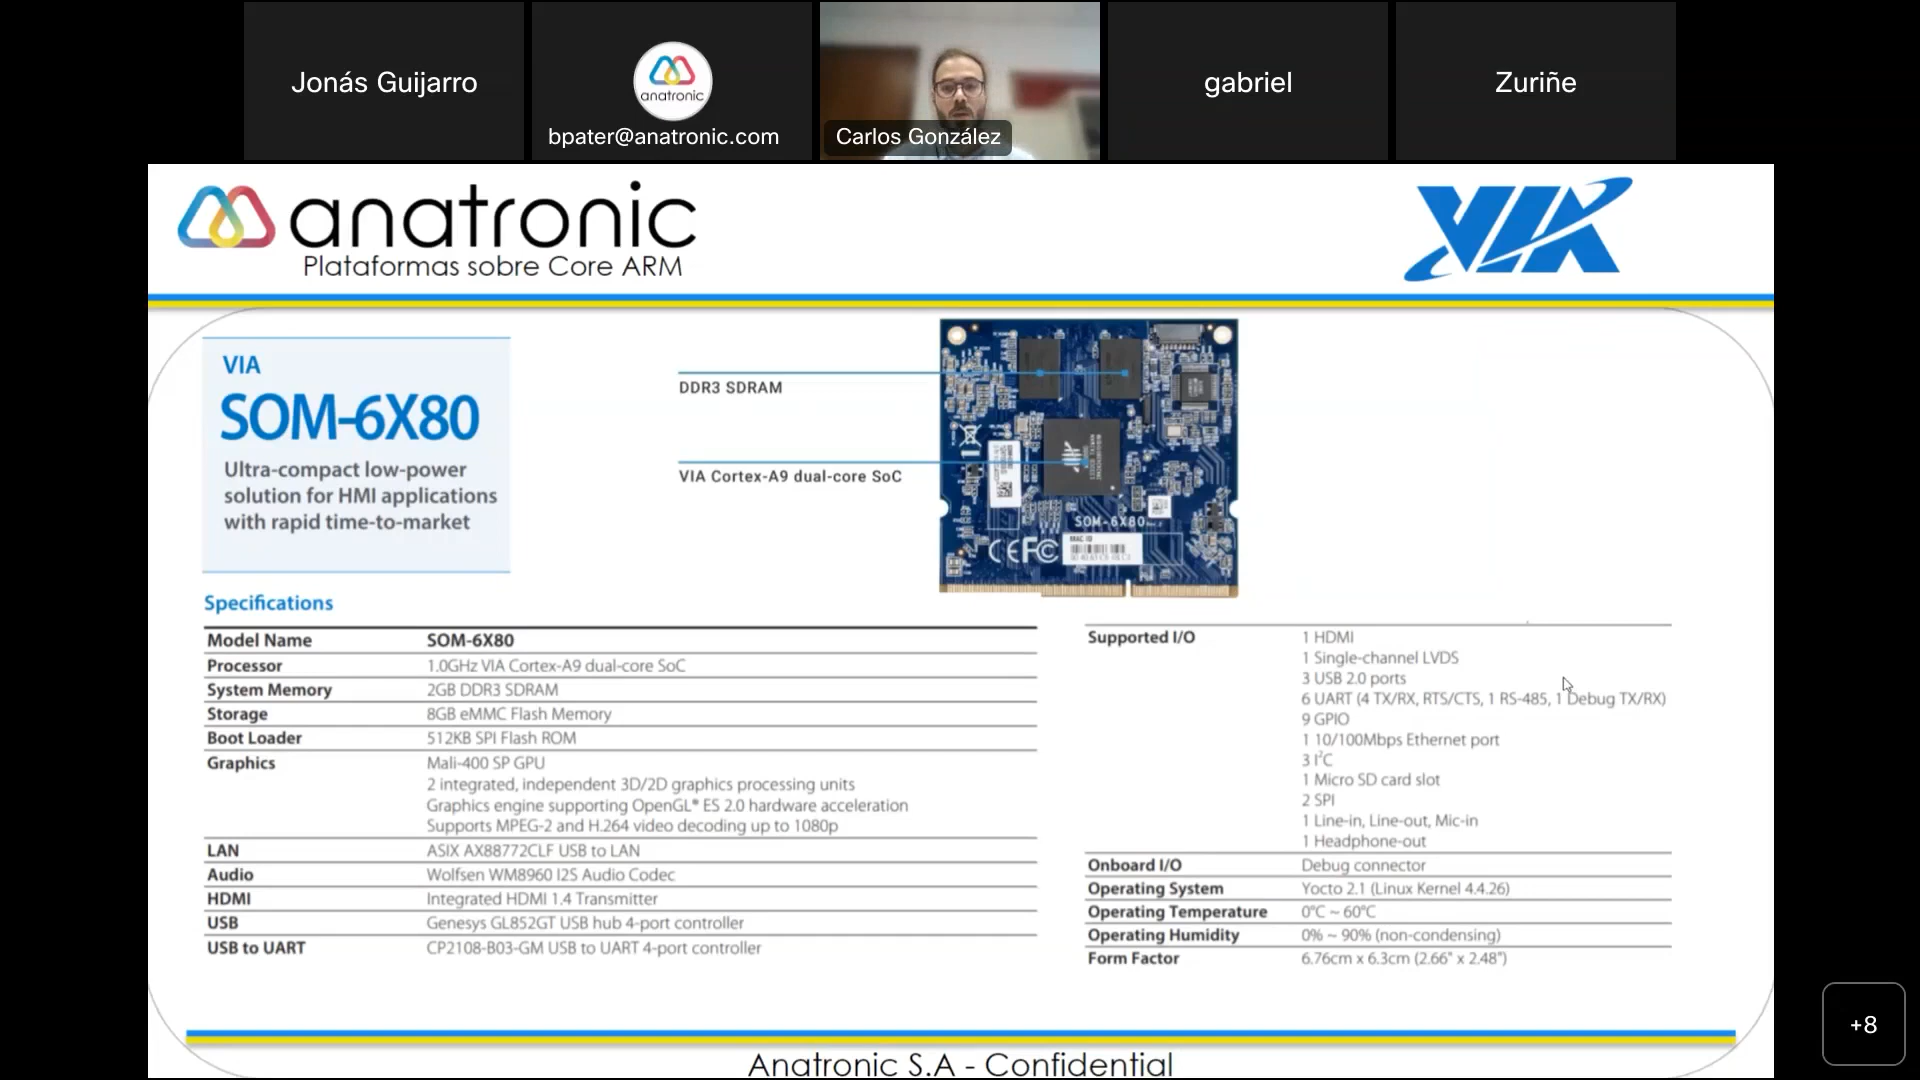 Jonás Guijarro
anatronic
bpater@anatronic.com
Carlos González
gabriel
Zuriñe
anatronic
Plataformas sobre Core ARM
VIA
VIA
SOM-6X80
Ultra-compact low-power
solution for HMI applications
with rapid time-to-market
DDR3 SDRAM
VIA Cortex-A9 dual-core SoC
SOM-6X80
CE FC
MAC ID
Specifications
Model Name SOM-6X80
Processor 1.0GHz VIA Cortex-A9 dual-core SoC
System Memory 2GB DDR3 SDRAM
Storage 8GB eMMC Flash Memory
Boot Loader 512KB SPI Flash ROM
Graphics Mali-400 SP GPU
2 integrated, independent 3D/2D graphics processing units
Graphics engine supporting OpenGL® ES 2.0 hardware acceleration
Supports MPEG-2 and H.264 video decoding up to 1080p
LAN ASIX AX88772CLF USB to LAN
Audio Wolfsen WM8960 I2S Audio Codec
HDMI Integrated HDMI 1.4 Transmitter
USB Genesys GL852GT USB hub 4-port controller
USB to UART CP2108-B03-GM USB to UART 4-port controller
Supported I/O 1 HDMI
1 Single-channel LVDS
3 USB 2.0 ports
6 UART (4 TX/RX, RTS/CTS, 1 RS-485, 1 Debug TX/RX)
9 GPIO
1 10/100Mbps Ethernet port
3 I²C
1 Micro SD card slot
2 SPI
1 Line-in, Line-out, Mic-in
1 Headphone-out
Onboard I/O Debug connector
Operating System Yocto 2.1 (Linux Kernel 4.4.26)
Operating Temperature 0°C ~ 60°C
Operating Humidity 0% ~ 90% (non-condensing)
Form Factor 6.76cm x 6.3cm (2.66" x 2.48")
+8
Anatronic S.A - Confidential